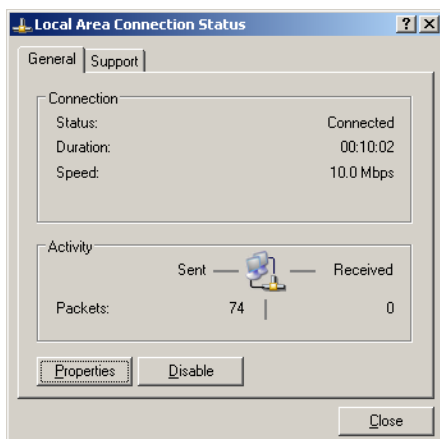 Local Area Connection Status
General Support
Connection
Status: Connected
Duration: 00:10:02
Speed: 10.0 Mbps
Activity
Sent Received
Packets: 74 0
Properties Disable
Close